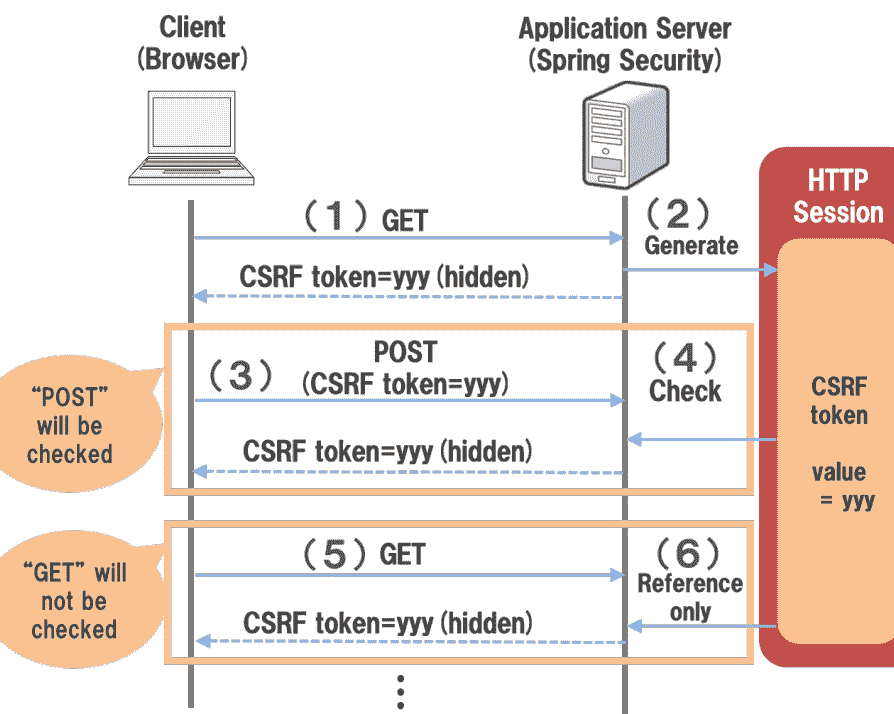 Client
(Browser)
Application Server
(Spring Security)
HTTP
Session
(1) GET
(2)
Generate
CSRF token=yyy (hidden)
POST
(3) (CSRF token=yyy)
(4)
Check
"POST"
will be
checked
CSRF token=yyy (hidden)
CSRF
token
value
= yyy
(5) GET
(6)
Reference
only
"GET" will
not be
checked
CSRF token=yyy (hidden)